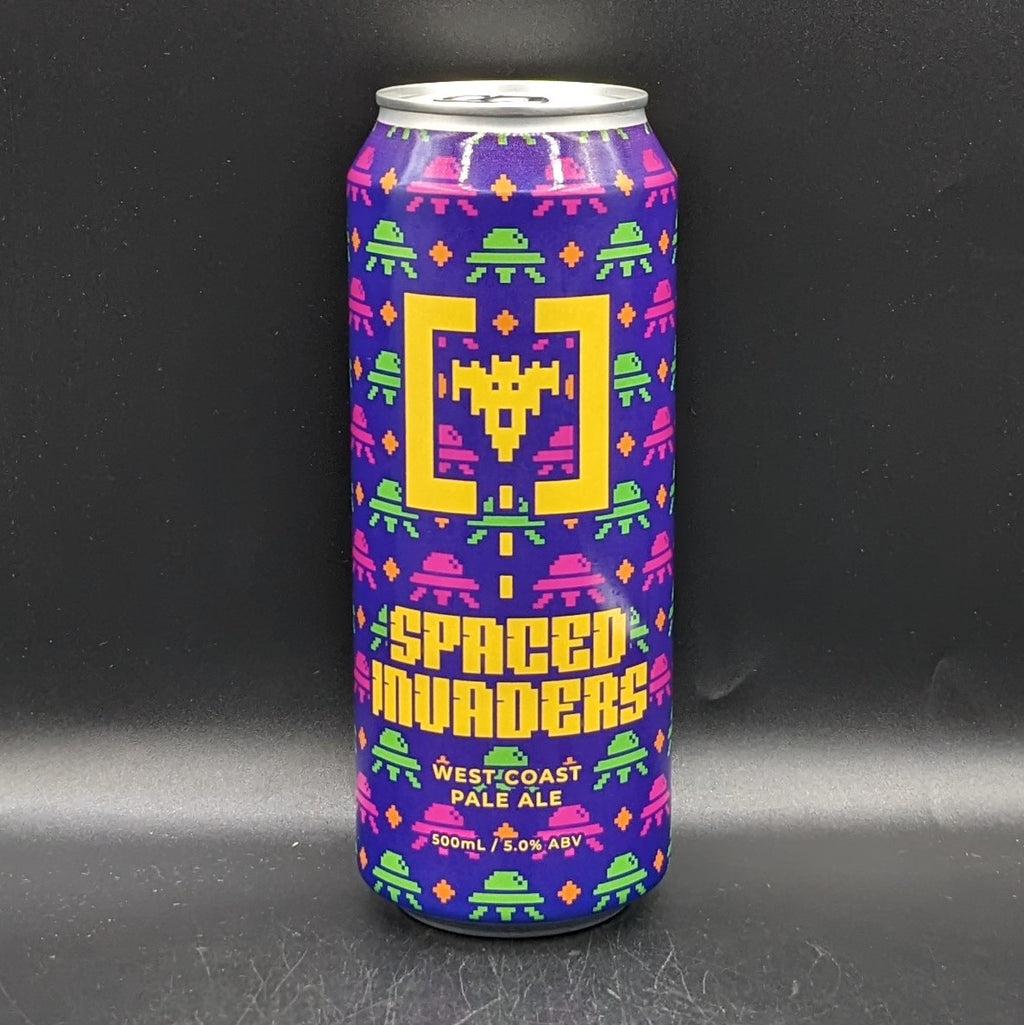 SPACED
INVADERS
WEST COAST
PALE ALE
500mL / 5.0% ABV